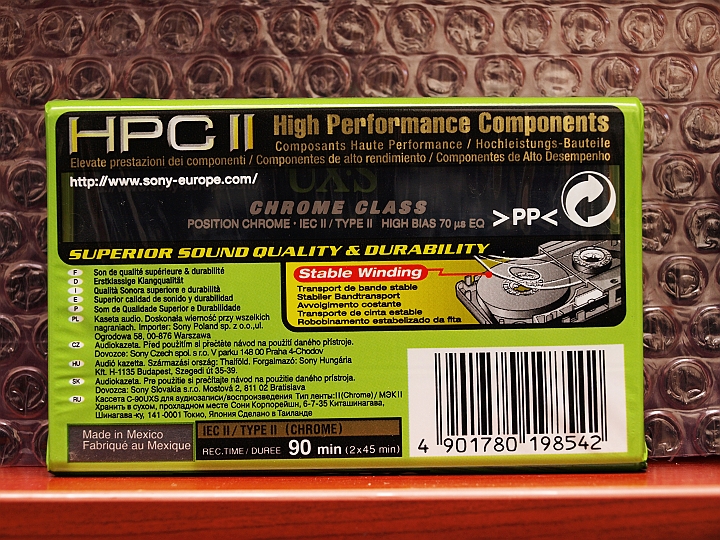 HPC II High Performance Components
Composants Haute Performance / Hochleistungs-Bauteile
Elevate prestazioni dei componenti / Componentes de alto rendimiento / Componentes de Alto Desempenho
http://www.sony-europe.com/
UX·S
CHROME CLASS
POSITION CHROME · IEC II / TYPE II HIGH BIAS 70 µs EQ
>PP<
SUPERIOR SOUND QUALITY & DURABILITY
F Son de qualité supérieure & durabilité
D Erstklassige Klangqualität
I Qualità Sonora superiore e durabilità
E Superior calidad de sonido y durabilidad
P Som de Qualidade Superior e Durabilidade
PL Kaseta audio. Doskonała wierność przy wszelkich
nagraniach. Importer: Sony Poland sp. z o.o.,ul.
Ogrodowa 58, 00-876 Warszawa
CZ Audiokazeta. Před použitím si přečtěte návod na použití daného přístroje.
Dovozce: Sony Czech spol. s r.o. V parku 148 00 Praha 4-Chodov
HU Audió kazetta. Származási ország: Thaiföld. Forgalmazó: Sony Hungária
Kft. H-1135 Budapest, Szegedi út 35-39.
SK Audiokazeta. Pre použitie si prečítajte návod na použitie daného prístroja.
Dovozca: Sony Slovakia s.r.o. Mostová 2, 811 02 Bratislava
RU Кассета C-90UXS для аудиозаписи/воспроизведения Тип ленты:II(Chrome)/ МЭК II
Хранить в сухом, прохладном месте Сони Корпорейшн, 6-7-35 Киташинагава,
Шинагава-ку, 141-0001 Токио, Япония Сделано в Таиланде
Stable Winding
Transport de bande stable
Stabiler Bandtransport
Avvolgimento costante
Transporte de cinta estable
Robobinamento estabelizado da fita
Made in Mexico
Fabriqué au Mexique
IEC II / TYPE II (CHROME)
REC.TIME / DUREE 90 min (2x45 min)
4 901780 198542